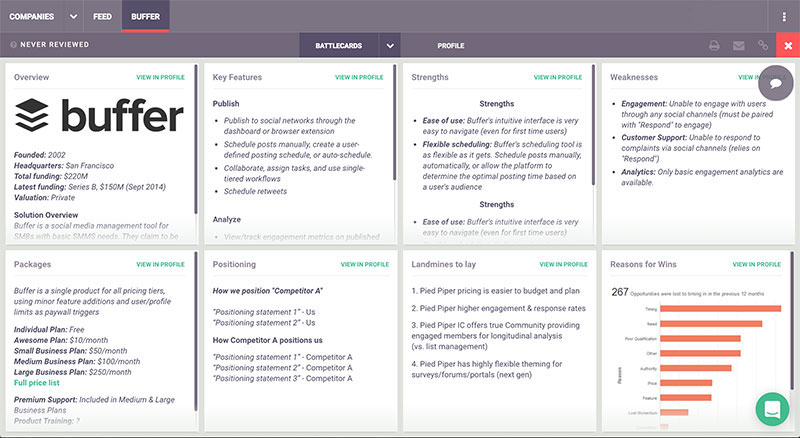 COMPANIES
FEED
BUFFER
NEVER REVIEWED
BATTLECARDS
PROFILE
Overview
VIEW IN PROFILE
buffer
Founded: 2002
Headquarters: San Francisco
Total funding: $220M
Latest funding: Series B, $150M (Sept 2014)
Valuation: Private
Solution Overview
Buffer is a social media management tool for
SMBs with basic SMMS needs. They claim to be
Key Features
VIEW IN PROFILE
Publish
• Publish to social networks through the
dashboard or browser extension
• Schedule posts manually, create a user-
defined posting schedule, or auto-schedule.
• Collaborate, assign tasks, and use single-
tiered workflows
• Schedule retweets
Analyze
• View/track engagement metrics on published
Strengths
VIEW IN PROFILE
Strengths
• Ease of use: Buffer's intuitive interface is very
easy to navigate (even for first time users)
• Flexible scheduling: Buffer's scheduling tool is
as flexible as it gets. Schedule posts manually,
automatically, or allow the platform to
determine the optimal posting time based on
a user's audience
Strengths
• Ease of use: Buffer's intuitive interface is very
easy to navigate (even for first time users)
Weaknesses
VIEW IN
• Engagement: Unable to engage with users
through any social channels (must be paired
with "Respond" to engage)
• Customer Support: Unable to respond to
complaints via social channels (relies on
"Respond")
• Analytics: Only basic engagement analytics are
available.
Packages
VIEW IN PROFILE
Buffer is a single product for all pricing tiers,
using minor feature additions and user/profile
limits as paywall triggers
Individual Plan: Free
Awesome Plan: $10/month
Small Business Plan: $50/month
Medium Business Plan: $100/month
Large Business Plan: $250/month
Full price list
Premium Support: Included in Medium & Large
Business Plans
Product Training: ?
Positioning
VIEW IN PROFILE
How we position "Competitor A"
"Positioning statement 1" - Us
"Positioning statement 2" - Us
How Competitor A positions us
"Positioning statement 1" - Competitor A
"Positioning statement 2" - Competitor A
"Positioning statement 3" - Competitor A
Landmines to lay
VIEW IN PROFILE
1. Pied Piper pricing is easier to budget and plan
2. Pied Piper higher engagement & response rates
3. Pied Piper IC offers true Community providing
engaged members for longitudinal analysis
(vs. list management)
4. Pied Piper has highly flexible theming for
surveys/forums/portals (next gen)
Reasons for Wins
VIEW IN PROFILE
267 Opportunities were lost to timing in in the previous 12 months
Reason
Timing
Need
Poor Qualification
Other
Authority
Price
Feature
Lost Momentum